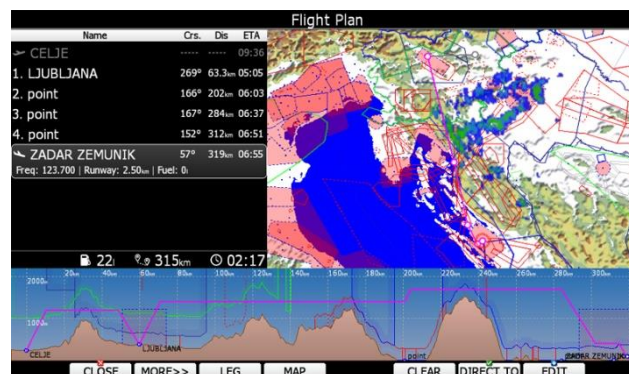 Flight Plan
Name Crs. Dis ETA
CELJE ----- ----- 09:36
1. LJUBLJANA 269° 63.3km 05:05
2. point 166° 202km 06:03
3. point 167° 284km 06:37
4. point 152° 312km 06:51
ZADAR ZEMUNIK 57° 319km 06:55
Freq: 123.700 | Runway: 2.50km | Fuel: 0l
22l 315km 02:17
20km 40km 60km 80km 100km 120km 140km 160km 180km 200km 220km 240km 260km 280km 300km
2000m
1000m
CELJE LJUBLJANA point ZADAR ZEMUNIK
CLOSE MORE>> LEG MAP CLEAR DIRECT TO EDIT